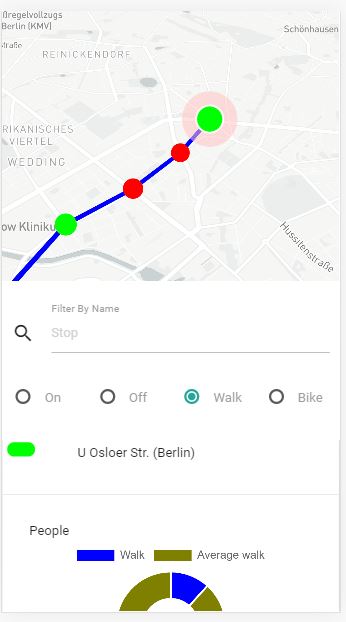 ßregelvollzugs
Berlin (KMV)
Schönhausen
straße
REINICKENDORF
RIKANISCHES
VIERTEL
WEDDING
ow Kliniku
Hussitenstraße
Filter By Name
Stop
On Off Walk Bike
U Osloer Str. (Berlin)
People
Walk Average walk